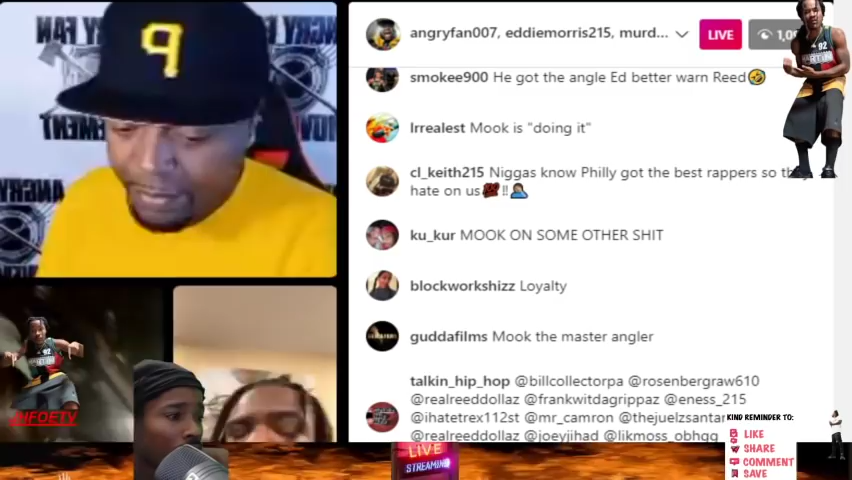 angryfan007, eddiemorris215, murd...
LIVE
smokee900 He got the angle Ed better warn Reed🤣
lrrealest Mook is "doing it"
cl_keith215 Niggas know Philly got the best rappers so they
hate on us💯‼️🤦🏽‍♂️
ku_kur MOOK ON SOME OTHER SHIT
blockworkshizz Loyalty
guddafilms Mook the master angler
talkin_hip_hop @billcollectorpa @rosenbergraw610
@realreeddollaz @frankwitdagrippaz @eness_215
@ihatetrex112st @mr_camron @thejuelzsantan
@realreeddollaz @joeyjihad @likmoss_obhgg
KIND REMINDER TO:
LIKE
SHARE
COMMENT
SAVE
LIVE
STREAMING
9
92
92